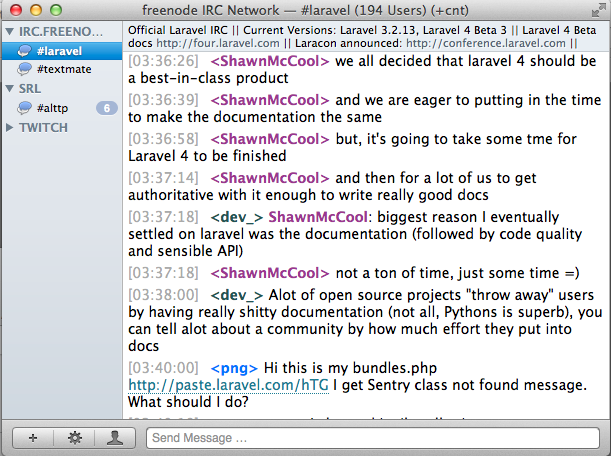 freenode IRC Network — #laravel (194 Users) (+cnt)
IRC.FREENO...
#laravel
#textmate
SRL
#alttp 6
TWITCH
Official Laravel IRC || Current Versions: Laravel 3.2.13, Laravel 4 Beta 3 || Laravel 4 Beta
docs http://four.laravel.com || Laracon announced: http://conference.laravel.com ||
[03:36:26] <ShawnMcCool> we all decided that laravel 4 should be
a best-in-class product
[03:36:39] <ShawnMcCool> and we are eager to putting in the time
to make the documentation the same
[03:36:58] <ShawnMcCool> but, it's going to take some tme for
Laravel 4 to be finished
[03:37:14] <ShawnMcCool> and then for a lot of us to get
authoritative with it enough to write really good docs
[03:37:18] <dev_> ShawnMcCool: biggest reason I eventually
settled on laravel was the documentation (followed by code quality
and sensible API)
[03:37:18] <ShawnMcCool> not a ton of time, just some time =)
[03:38:00] <dev_> Alot of open source projects "throw away" users
by having really shitty documentation (not all, Pythons is superb), you
can tell alot about a community by how much effort they put into
docs
[03:40:00] <png> Hi this is my bundles.php
http://paste.laravel.com/hTG I get Sentry class not found message.
What should I do?
Send Message ...